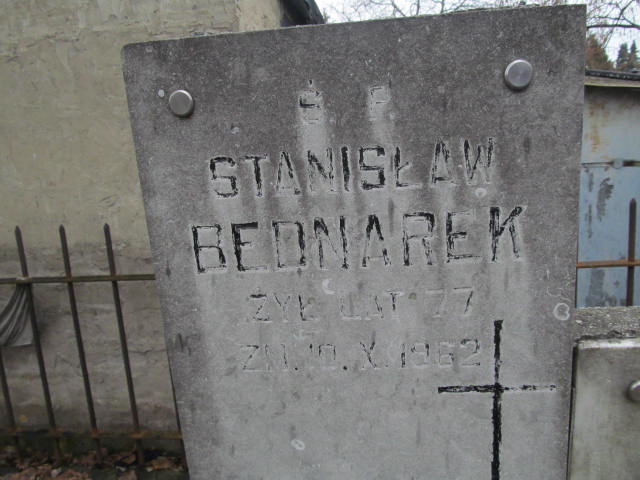 Ś P
STANISŁAW
BEDNAREK
ŻYŁ LAT 77
ZM. 10. X. 1962